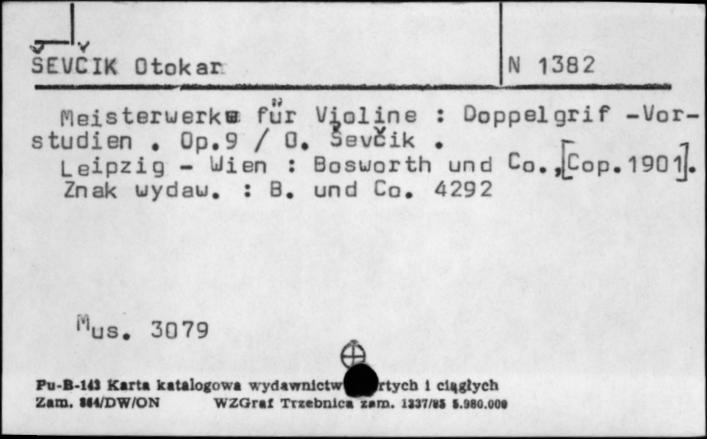 ŠEVČIK Otokar
N 1382
Meisterwerke für Violine : Doppelgrif -Vor-
studien . Op.9 / O. Ševčik .
Leipzig - Wien : Bosworth und Co.,[Cop.1901].
Znak wydaw. : B. und Co. 4292
Mus. 3079
Pu-B-143 Karta katalogowa wydawnictw rtych i ciągłych
Zam. 864/DW/ON WZGraf Trzebnica zam. 1337/85 5.980.000